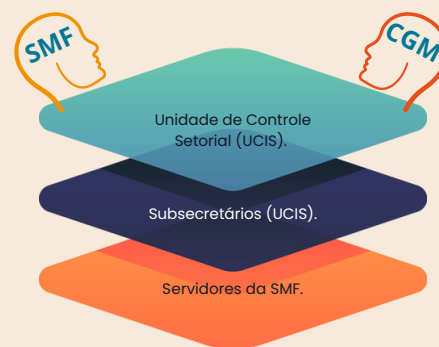 SMF
CGM
Unidade de Controle
Setorial (UCIS).
Subsecretários (UCIS).
Servidores da SMF.